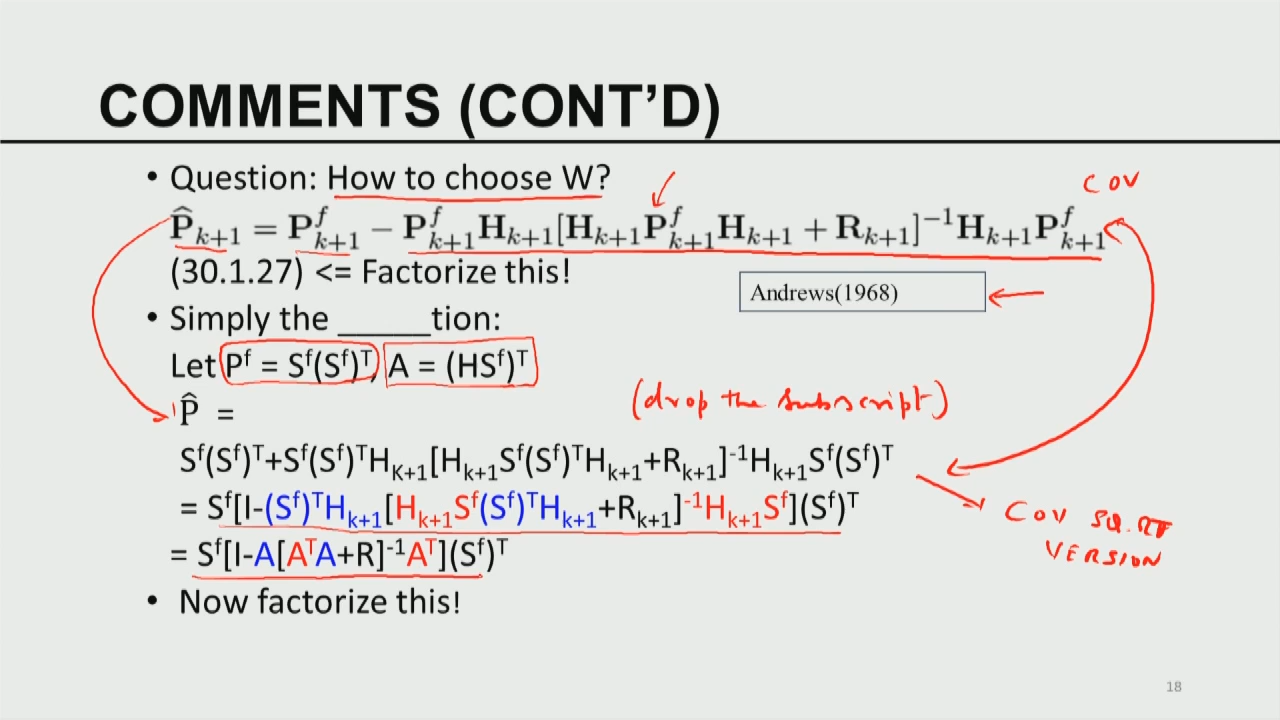 COMMENTS (CONT’D)
• Question: How to choose W?
COV
P̂ₖ₊₁ = Pᶠₖ₊₁ − Pᶠₖ₊₁Hₖ₊₁[Hₖ₊₁Pᶠₖ₊₁Hₖ₊₁ + Rₖ₊₁]⁻¹Hₖ₊₁Pᶠₖ₊₁
(30.1.27) <= Factorize this!
Andrews(1968)
• Simply the _____tion:
Let Pᶠ = Sᶠ(Sᶠ)ᵀ, A = (HSᶠ)ᵀ
P̂ =
(drop the subscript)
Sᶠ(Sᶠ)ᵀ+Sᶠ(Sᶠ)ᵀH_K+1[Hₖ₊₁Sᶠ(Sᶠ)ᵀHₖ₊₁+Rₖ₊₁]⁻¹Hₖ₊₁Sᶠ(Sᶠ)ᵀ
= Sᶠ[I-(Sᶠ)ᵀHₖ₊₁[Hₖ₊₁Sᶠ(Sᶠ)ᵀHₖ₊₁+Rₖ₊₁]⁻¹Hₖ₊₁Sᶠ](Sᶠ)ᵀ
COV SQ.RT
VERSION
= Sᶠ[I-A[AᵀA+R]⁻¹Aᵀ](Sᶠ)ᵀ
• Now factorize this!
18